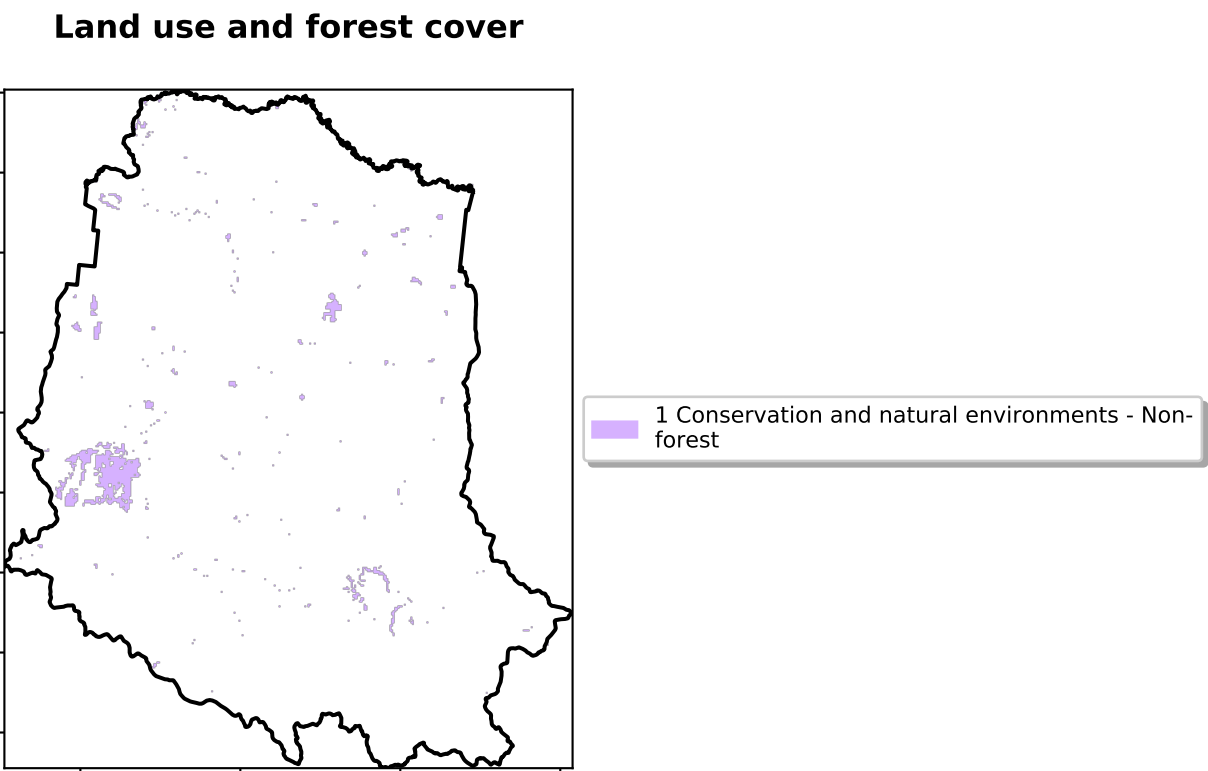 Land use and forest cover
1 Conservation and natural environments - Non-
forest